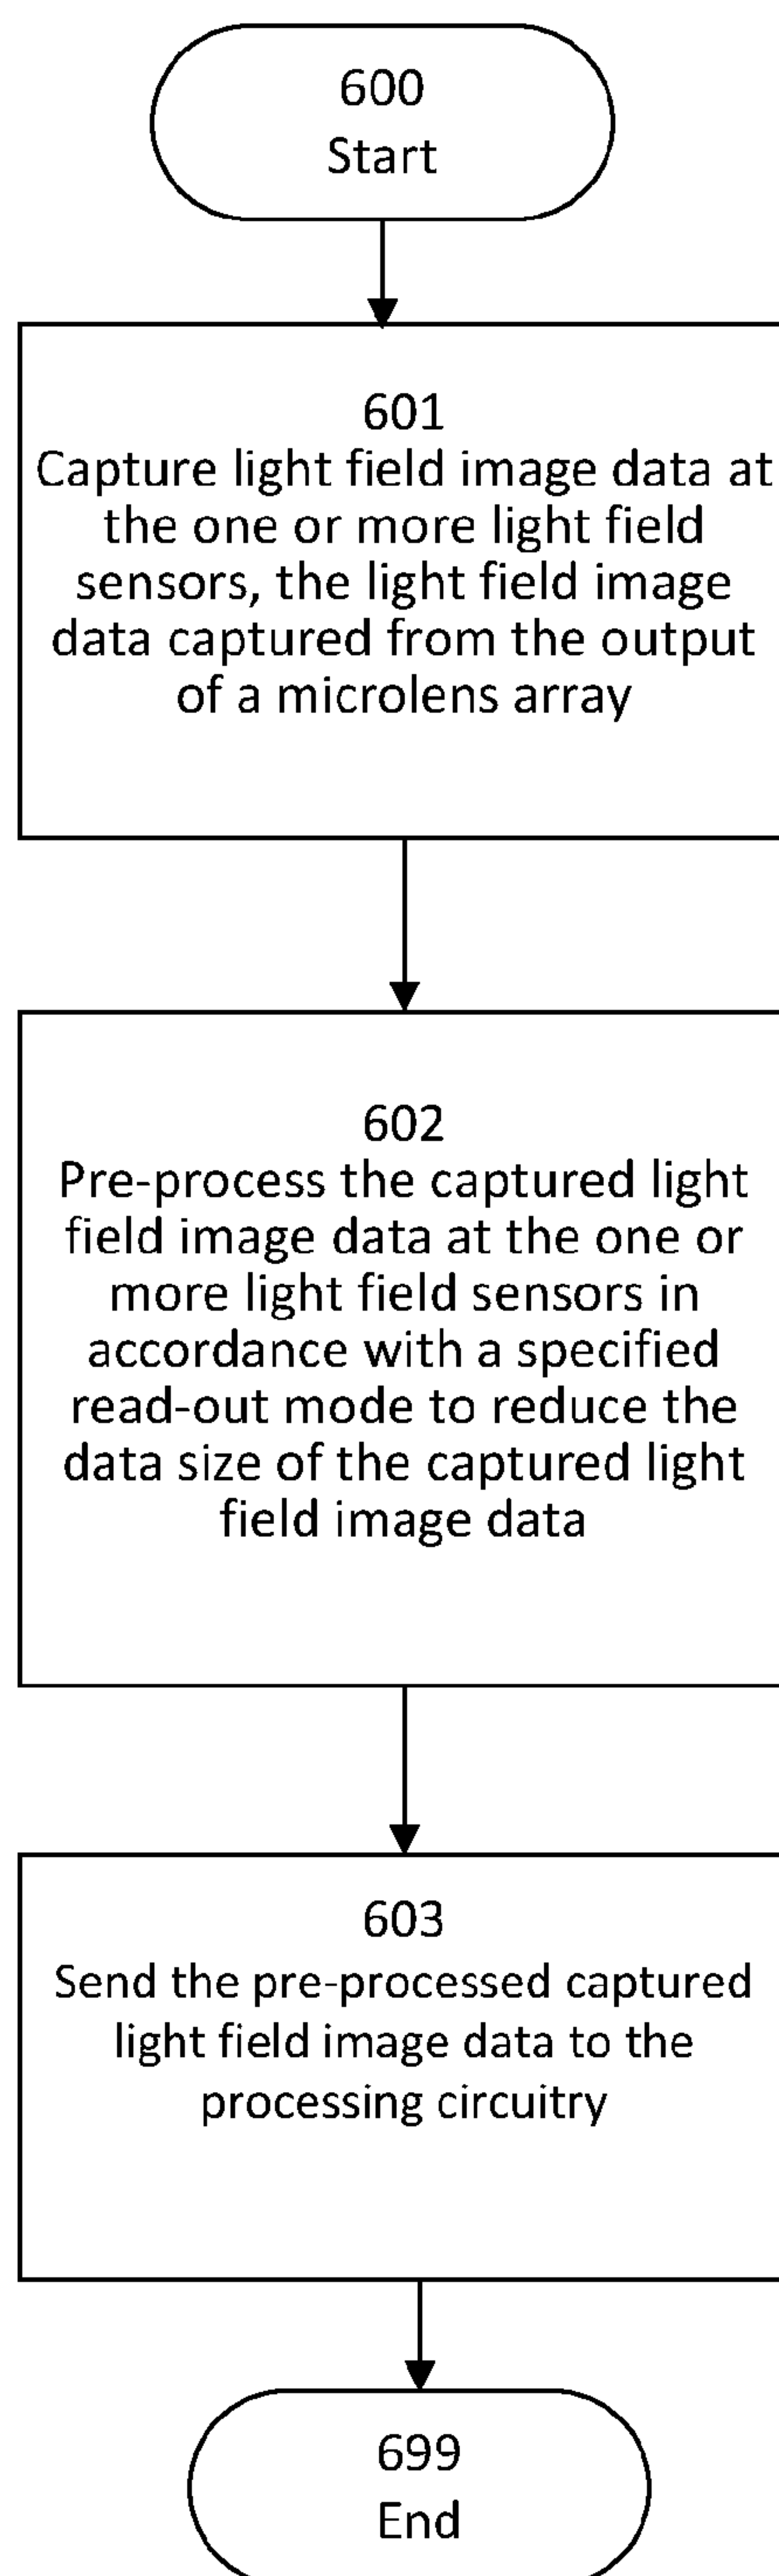 600
Start
601
Capture light field image data at
the one or more light field
sensors, the light field image
data captured from the output
of a microlens array
602
Pre-process the captured light
field image data at the one or
more light field sensors in
accordance with a specified
read-out mode to reduce the
data size of the captured light
field image data
603
Send the pre-processed captured
light field image data to the
processing circuitry
699
End